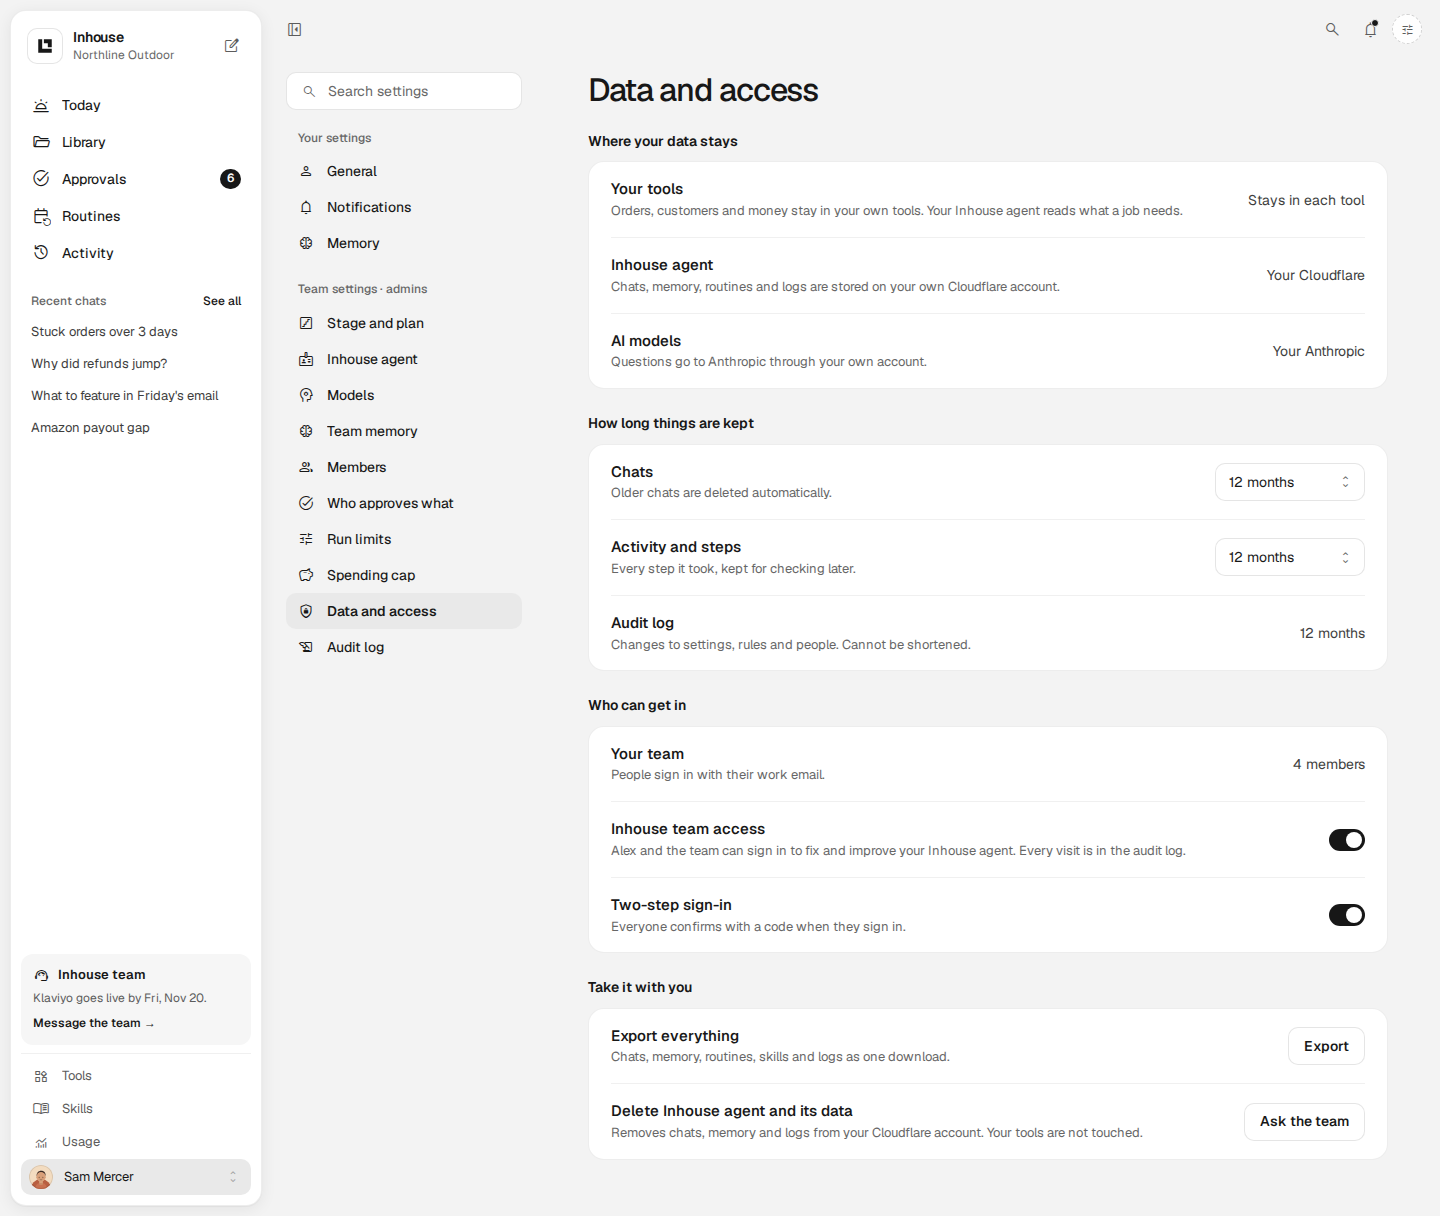 Inhouse
Northline Outdoor
Today
Library
Approvals 6
Routines
Activity
Recent chats See all
Stuck orders over 3 days
Why did refunds jump?
What to feature in Friday's email
Amazon payout gap
Inhouse team
Klaviyo goes live by Fri, Nov 20.
Message the team →
Tools
Skills
Usage
Sam Mercer
Search settings
Your settings
General
Notifications
Memory
Team settings · admins
Stage and plan
Inhouse agent
Models
Team memory
Members
Who approves what
Run limits
Spending cap
Data and access
Audit log
Data and access
Where your data stays
Your tools
Orders, customers and money stay in your own tools. Your Inhouse agent reads what a job needs.
Stays in each tool
Inhouse agent
Chats, memory, routines and logs are stored on your own Cloudflare account.
Your Cloudflare
AI models
Questions go to Anthropic through your own account.
Your Anthropic
How long things are kept
Chats
Older chats are deleted automatically.
12 months
Activity and steps
Every step it took, kept for checking later.
12 months
Audit log
Changes to settings, rules and people. Cannot be shortened.
12 months
Who can get in
Your team
People sign in with their work email.
4 members
Inhouse team access
Alex and the team can sign in to fix and improve your Inhouse agent. Every visit is in the audit log.
Two-step sign-in
Everyone confirms with a code when they sign in.
Take it with you
Export everything
Chats, memory, routines, skills and logs as one download.
Export
Delete Inhouse agent and its data
Removes chats, memory and logs from your Cloudflare account. Your tools are not touched.
Ask the team